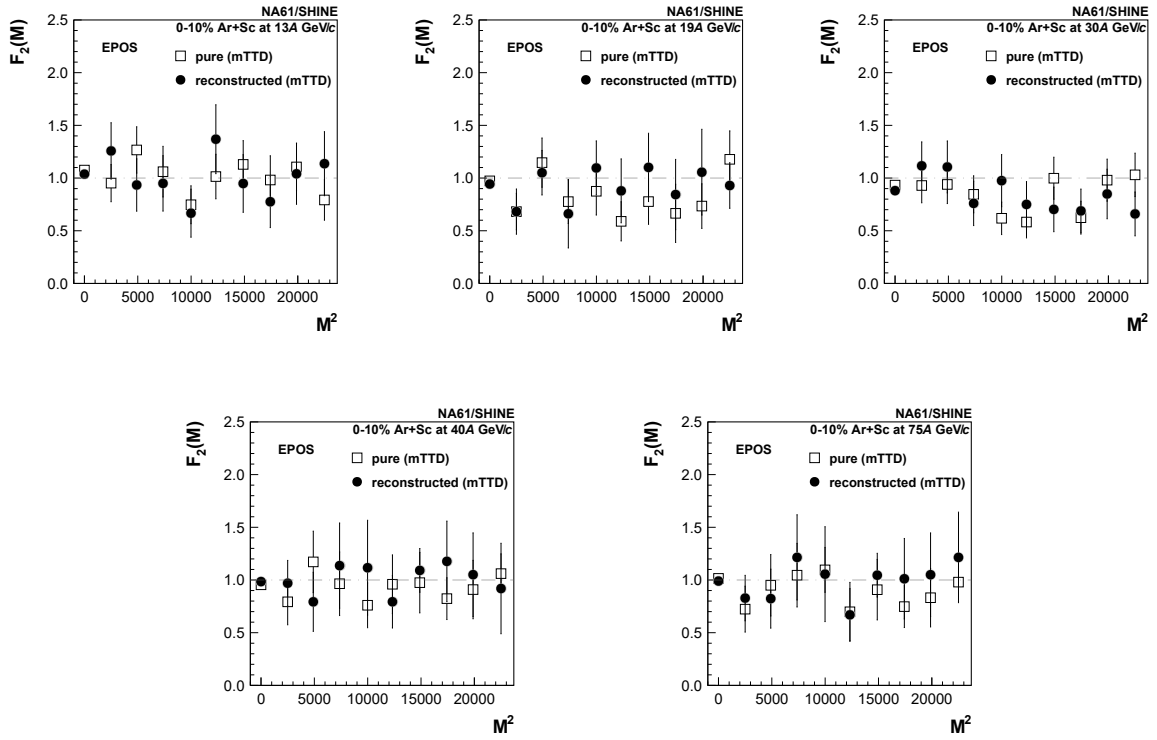 NA61/SHINE
0-10% Ar+Sc at 13A GeV/c
F2(M)
2.5
EPOS
pure (mTTD)
reconstructed (mTTD)
2.0
1.5
1.0
0.5
0.0
0 5000 10000 15000 20000
M²
NA61/SHINE
0-10% Ar+Sc at 19A GeV/c
F2(M)
2.5
EPOS
pure (mTTD)
reconstructed (mTTD)
2.0
1.5
1.0
0.5
0.0
0 5000 10000 15000 20000
M²
NA61/SHINE
0-10% Ar+Sc at 30A GeV/c
F2(M)
2.5
EPOS
pure (mTTD)
reconstructed (mTTD)
2.0
1.5
1.0
0.5
0.0
0 5000 10000 15000 20000
M²
NA61/SHINE
0-10% Ar+Sc at 40A GeV/c
F2(M)
2.5
EPOS
pure (mTTD)
reconstructed (mTTD)
2.0
1.5
1.0
0.5
0.0
0 5000 10000 15000 20000
M²
NA61/SHINE
0-10% Ar+Sc at 75A GeV/c
F2(M)
2.5
EPOS
pure (mTTD)
reconstructed (mTTD)
2.0
1.5
1.0
0.5
0.0
0 5000 10000 15000 20000
M²